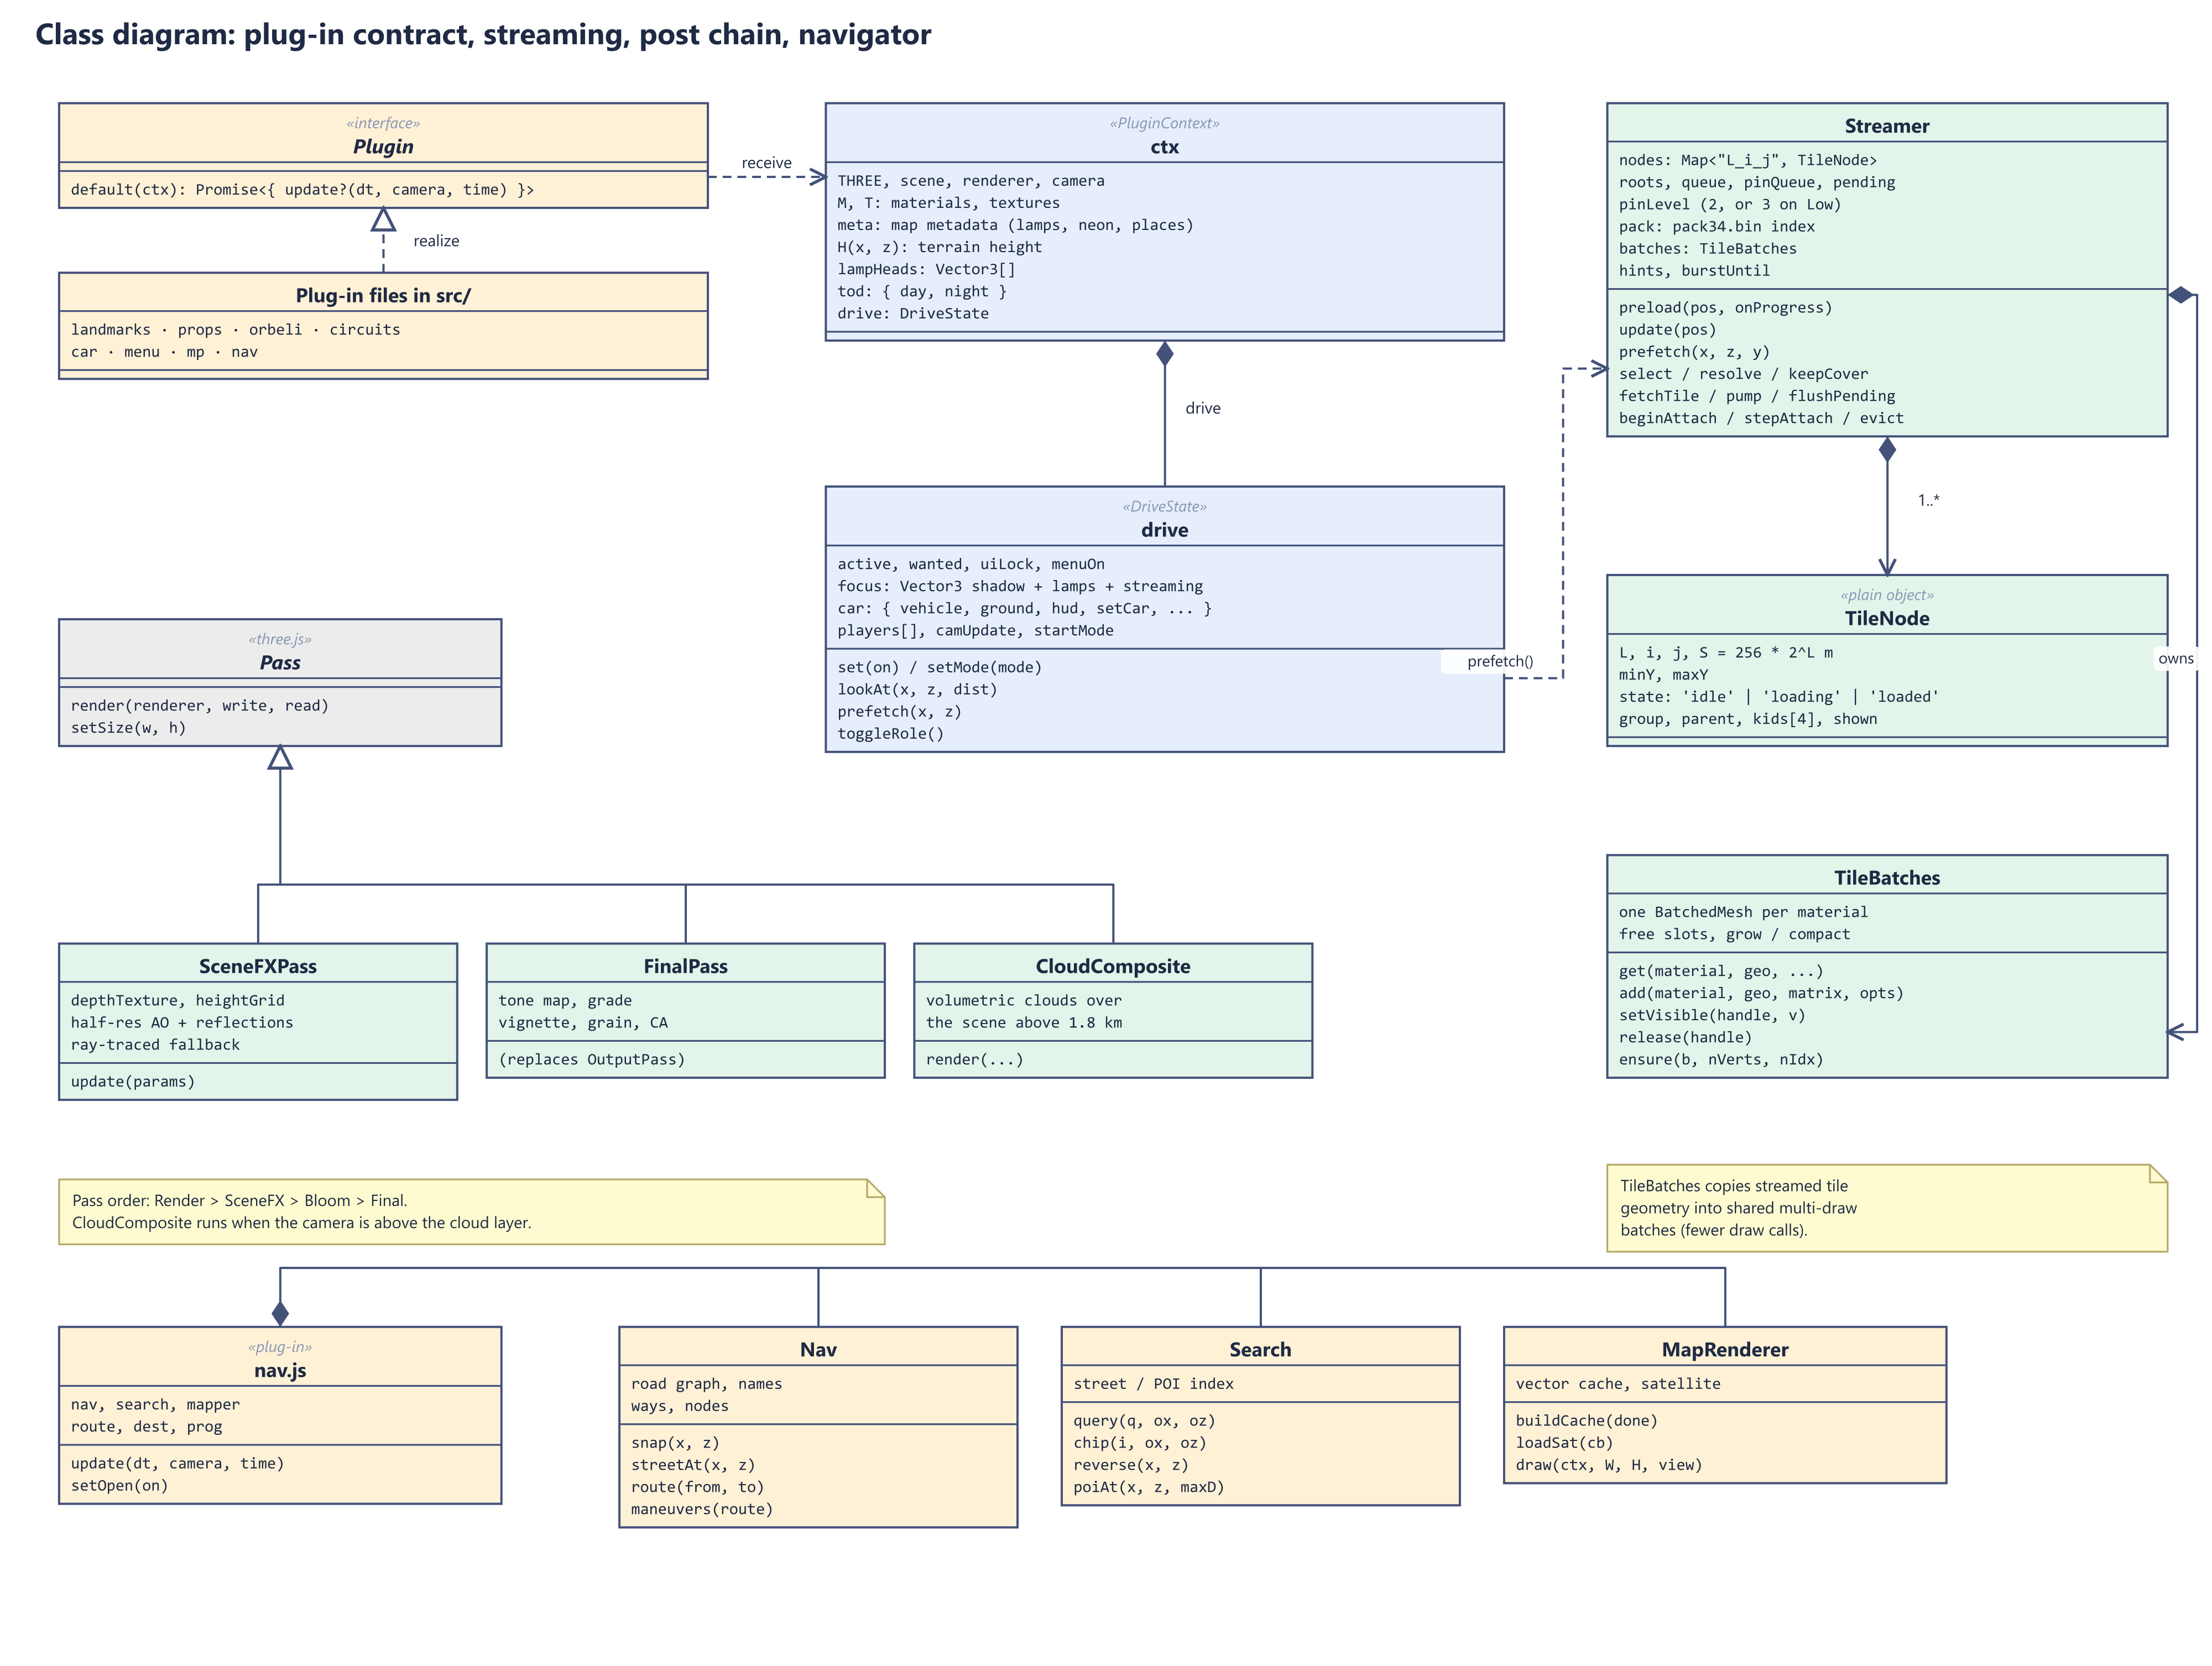 Class diagram: plug-in contract, streaming, post chain, navigator
«interface»
Plugin
default(ctx): Promise<{ update?(dt, camera, time) }>
receive
realize
Plug-in files in src/
landmarks · props · orbeli · circuits
car · menu · mp · nav
«PluginContext»
ctx
THREE, scene, renderer, camera
M, T: materials, textures
meta: map metadata (lamps, neon, places)
H(x, z): terrain height
lampHeads: Vector3[]
tod: { day, night }
drive: DriveState
drive
«DriveState»
drive
active, wanted, uiLock, menuOn
focus: Vector3 shadow + lamps + streaming
car: { vehicle, ground, hud, setCar, ... }
players[], camUpdate, startMode
set(on) / setMode(mode)
lookAt(x, z, dist)
prefetch(x, z)
toggleRole()
prefetch()
Streamer
nodes: Map<"L_i_j", TileNode>
roots, queue, pinQueue, pending
pinLevel (2, or 3 on Low)
pack: pack34.bin index
batches: TileBatches
hints, burstUntil
preload(pos, onProgress)
update(pos)
prefetch(x, z, y)
select / resolve / keepCover
fetchTile / pump / flushPending
beginAttach / stepAttach / evict
1..*
«plain object»
TileNode
L, i, j, S = 256 * 2^L m
minY, maxY
state: 'idle' | 'loading' | 'loaded'
group, parent, kids[4], shown
owns
TileBatches
one BatchedMesh per material
free slots, grow / compact
get(material, geo, ...)
add(material, geo, matrix, opts)
setVisible(handle, v)
release(handle)
ensure(b, nVerts, nIdx)
«three.js»
Pass
render(renderer, write, read)
setSize(w, h)
SceneFXPass
depthTexture, heightGrid
half-res AO + reflections
ray-traced fallback
update(params)
FinalPass
tone map, grade
vignette, grain, CA
(replaces OutputPass)
CloudComposite
volumetric clouds over
the scene above 1.8 km
render(...)
Pass order: Render > SceneFX > Bloom > Final.
CloudComposite runs when the camera is above the cloud layer.
TileBatches copies streamed tile
geometry into shared multi-draw
batches (fewer draw calls).
«plug-in»
nav.js
nav, search, mapper
route, dest, prog
update(dt, camera, time)
setOpen(on)
Nav
road graph, names
ways, nodes
snap(x, z)
streetAt(x, z)
route(from, to)
maneuvers(route)
Search
street / POI index
query(q, ox, oz)
chip(i, ox, oz)
reverse(x, z)
poiAt(x, z, maxD)
MapRenderer
vector cache, satellite
buildCache(done)
loadSat(cb)
draw(ctx, W, H, view)